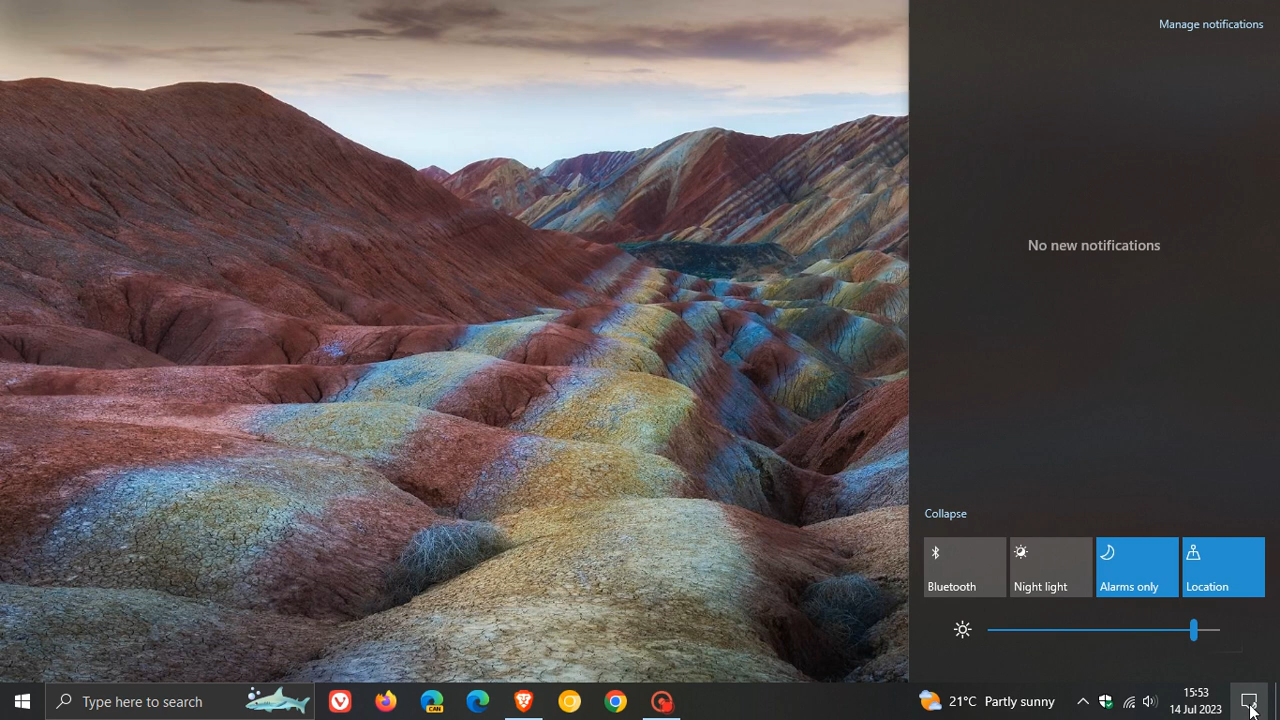 Manage notifications
No new notifications
Collapse
Bluetooth
Night light
Alarms only
Location
Type here to search
CAN
21°C Partly sunny
15:53
14 Jul 2023